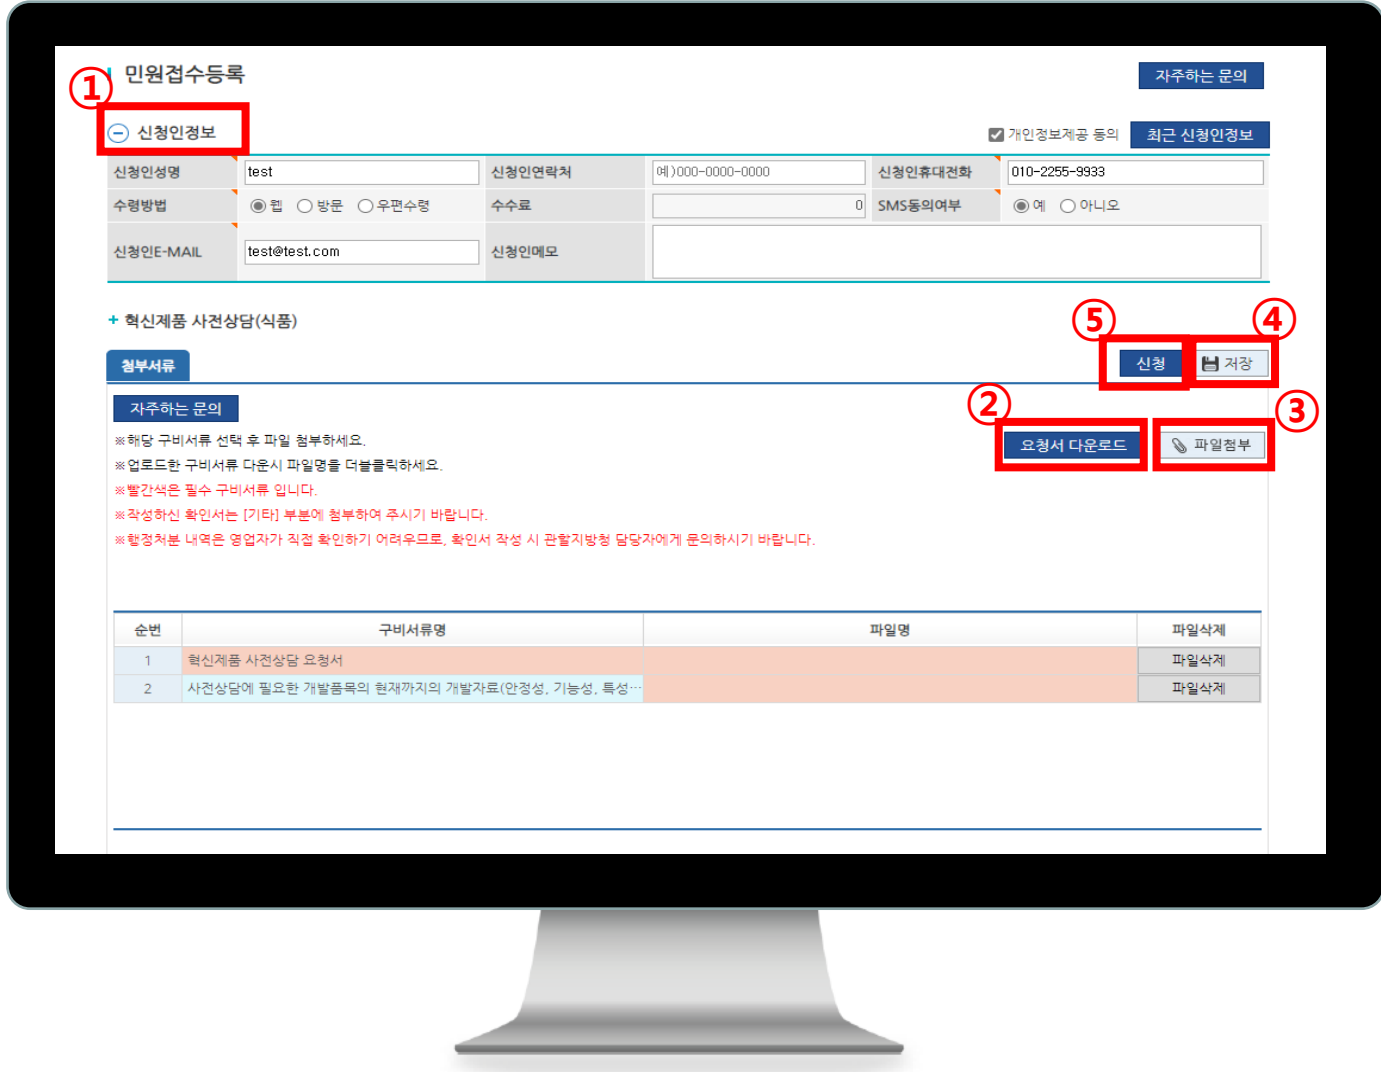 ①
민원접수등록
자주하는 문의
신청인정보
개인정보제공 동의
최근 신청인정보
신청인성명 test 신청인연락처 예)000-0000-0000 신청인휴대전화 010-2255-9933
수령방법 웹 방문 우편수령 수수료 0 SMS동의여부 예 아니오
신청인E-MAIL test@test.com 신청인메모
+ 혁신제품 사전상담(식품)
⑤ ④
첨부서류
신청 저장
자주하는 문의
② ③
요청서 다운로드 파일첨부
※해당 구비서류 선택 후 파일 첨부하세요.
※업로드한 구비서류 다운시 파일명을 더블클릭하세요.
※빨간색은 필수 구비서류 입니다.
※작성하신 확인서는 [기타] 부분에 첨부하여 주시기 바랍니다.
※행정처분 내역은 영업자가 직접 확인하기 어려우므로, 확인서 작성 시 관할지방청 담당자에게 문의하시기 바랍니다.
순번 구비서류명 파일명 파일삭제
1 혁신제품 사전상담 요청서 파일삭제
2 사전상담에 필요한 개발품목의 현재까지의 개발자료(안정성, 기능성, 특성… 파일삭제